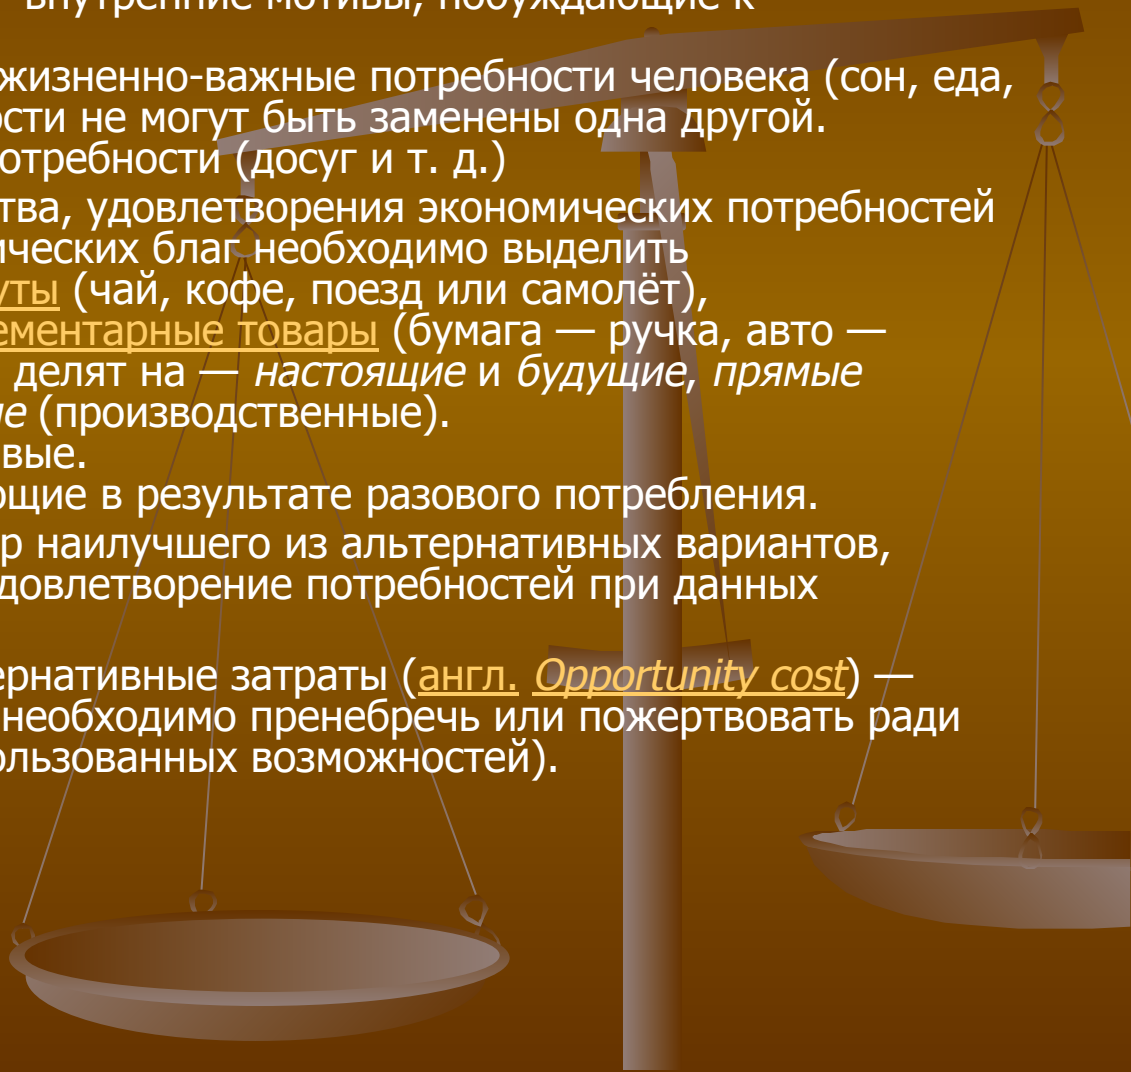 внутренние мотивы, побуждающие к
жизненно-важные потребности человека (сон, еда,
ости не могут быть заменены одна другой.
отребности (досуг и т. д.)
тва, удовлетворения экономических потребностей
ических благ необходимо выделить
уты (чай, кофе, поезд или самолёт),
ементарные товары (бумага — ручка, авто —
делят на — настоящие и будущие, прямые
ые (производственные).
вые.
ющие в результате разового потребления.
р наилучшего из альтернативных вариантов,
довлетворение потребностей при данных
ернативные затраты (англ. Opportunity cost) —
необходимо пренебречь или пожертвовать ради
ользованных возможностей).